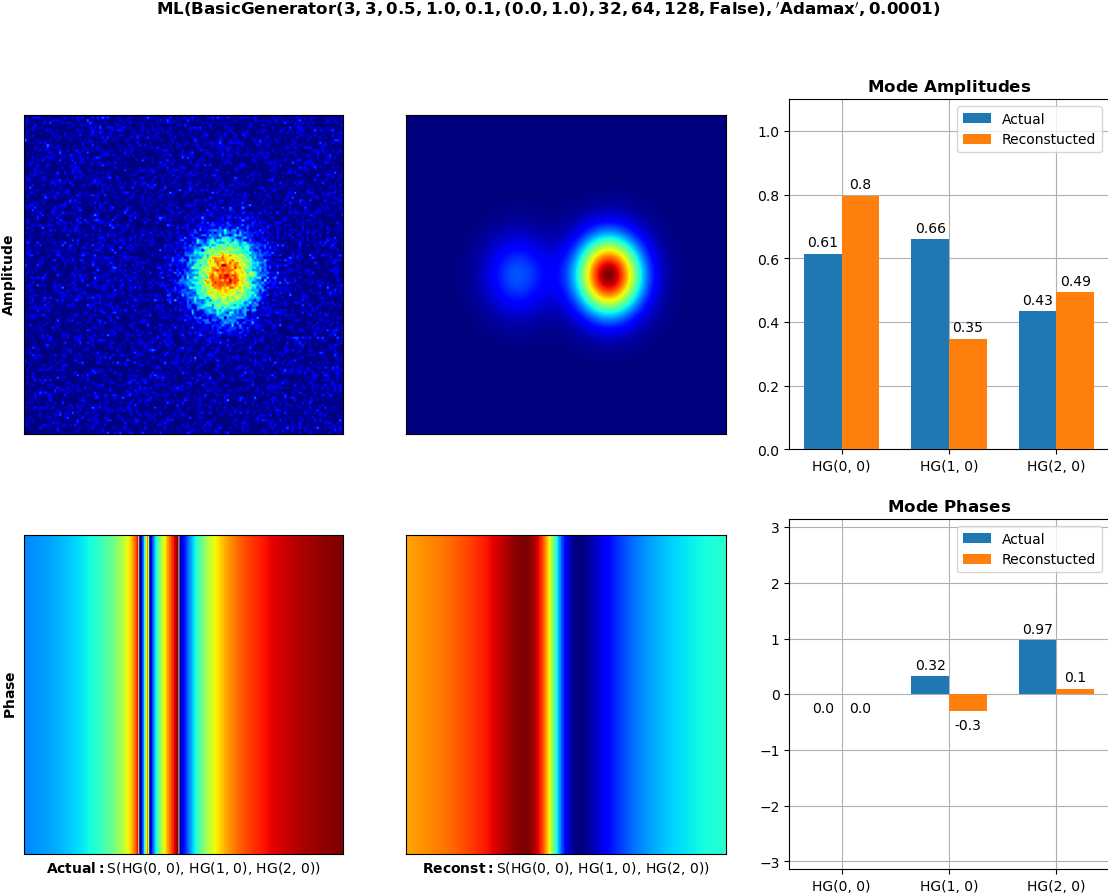 ML(BasicGenerator(3, 3, 0.5, 1.0, 0.1, (0.0, 1.0), 32, 64, 128, False), ′Adamax′, 0.0001)
Amplitude
Mode Amplitudes
Actual
Reconstucted
1.0
0.8
0.6
0.4
0.2
0.0
0.61
0.8
0.66
0.35
0.43
0.49
HG(0, 0)
HG(1, 0)
HG(2, 0)
Phase
Actual: S(HG(0, 0), HG(1, 0), HG(2, 0))
Reconst: S(HG(0, 0), HG(1, 0), HG(2, 0))
Mode Phases
Actual
Reconstucted
3
2
1
0
−1
−2
−3
0.0
0.0
0.32
-0.3
0.97
0.1
HG(0, 0)
HG(1, 0)
HG(2, 0)